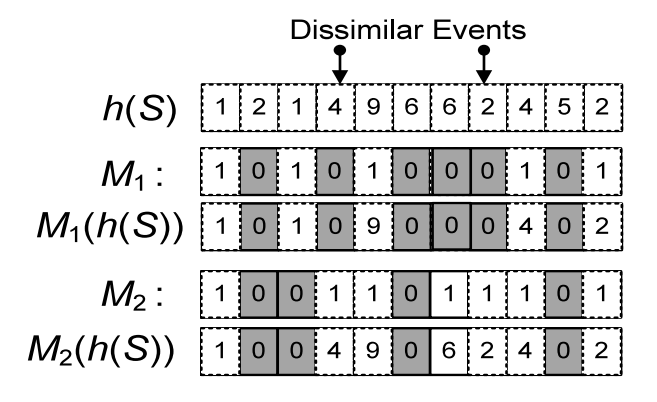 Dissimilar Events
h(S) 1 2 1 4 9 6 6 2 4 5 2
M₁ : 1 0 1 0 1 0 0 0 1 0 1
M₁(h(S)) 1 0 1 0 9 0 0 0 4 0 2
M₂ : 1 0 0 1 1 0 1 1 1 0 1
M₂(h(S)) 1 0 0 4 9 0 6 2 4 0 2